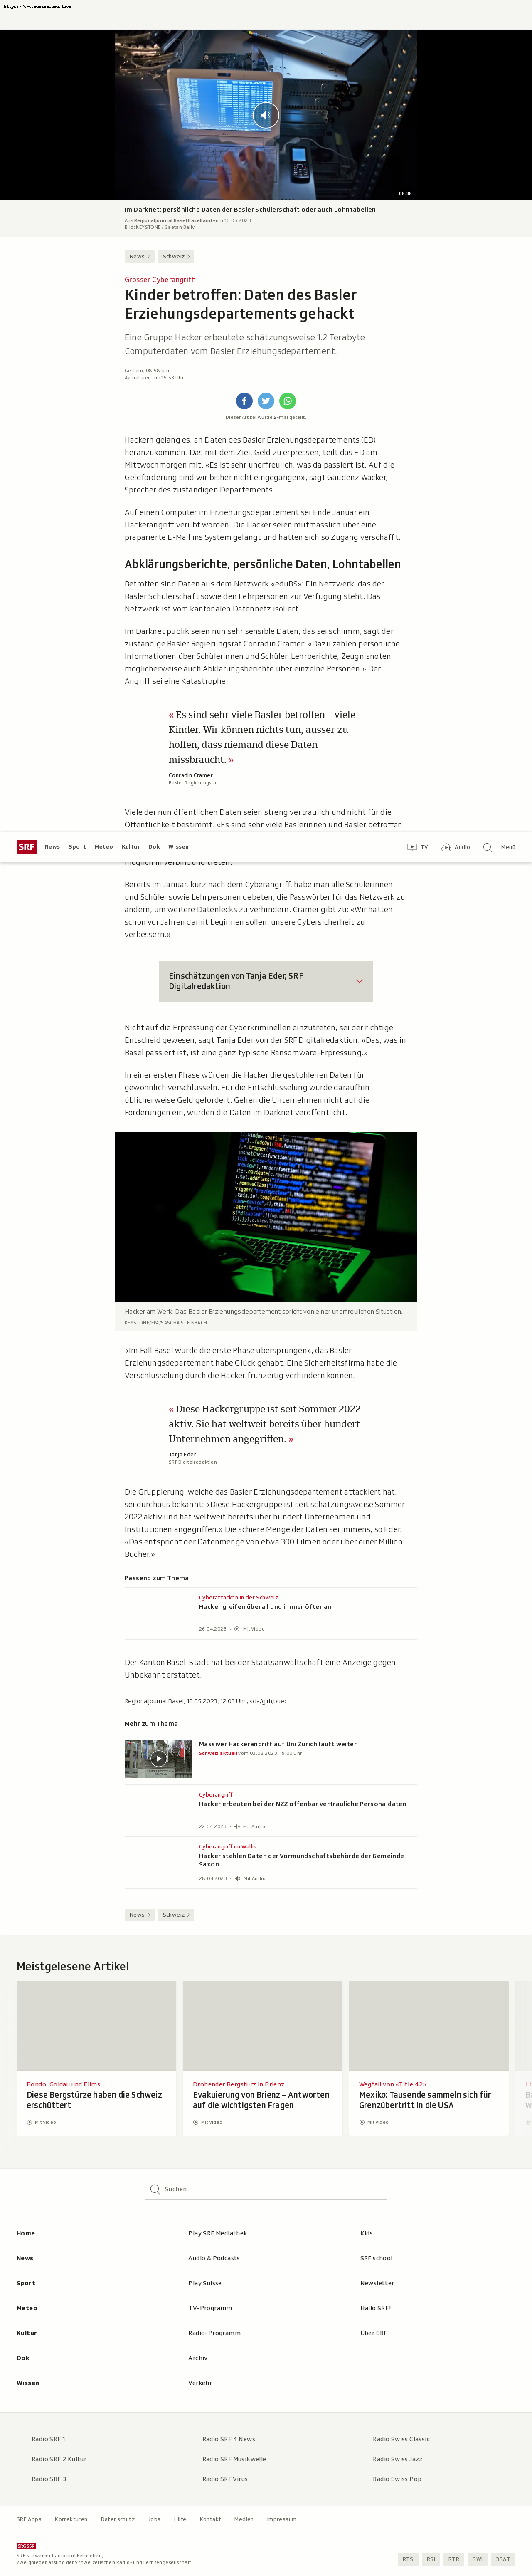 https://www.ransomware.live
08:38
Im Darknet: persönliche Daten der Basler Schülerschaft oder auch Lohntabellen
Aus Regionaljournal Basel Baselland vom 10.05.2023.
Bild: KEYSTONE / Gaetan Bally
News
Schweiz
Grosser Cyberangriff
Kinder betroffen: Daten des Basler
Erziehungsdepartements gehackt
Eine Gruppe Hacker erbeutete schätzungsweise 1.2 Terabyte
Computerdaten vom Basler Erziehungsdepartement.
Gestern, 08:58 Uhr
Aktualisiert um 15:53 Uhr
Dieser Artikel wurde 5-mal geteilt.
Hackern gelang es, an Daten des Basler Erziehungsdepartements (ED)
heranzukommen. Das mit dem Ziel, Geld zu erpressen, teilt das ED am
Mittwochmorgen mit. «Es ist sehr unerfreulich, was da passiert ist. Auf die
Geldforderung sind wir bisher nicht eingegangen», sagt Gaudenz Wacker,
Sprecher des zuständigen Departements.
Auf einen Computer im Erziehungsdepartement sei Ende Januar ein
Hackerangriff verübt worden. Die Hacker seien mutmasslich über eine
präparierte E-Mail ins System gelangt und hätten sich so Zugang verschafft.
Abklärungsberichte, persönliche Daten, Lohntabellen
Betroffen sind Daten aus dem Netzwerk «eduBS»: Ein Netzwerk, das der
Basler Schülerschaft sowie den Lehrpersonen zur Verfügung steht. Das
Netzwerk ist vom kantonalen Datennetz isoliert.
Im Darknet publik seien nun sehr sensible Daten, das sei schlimm, sagt der
zuständige Basler Regierungsrat Conradin Cramer: «Dazu zählen persönliche
Informationen über Schülerinnen und Schüler, Lehrberichte, Zeugnisnoten,
möglicherweise auch Abklärungsberichte über einzelne Personen.» Der
Angriff sei eine Katastrophe.
« Es sind sehr viele Basler betroffen – viele
Kinder. Wir können nichts tun, ausser zu
hoffen, dass niemand diese Daten
missbraucht. »
Conradin Cramer
Basler Regierungsrat
Viele der nun öffentlichen Daten seien streng vertraulich und nicht für die
Öffentlichkeit bestimmt. «Es sind sehr viele Baslerinnen und Basler betroffen
SRF News Sport Meteo Kultur Dok Wissen TV Audio Menü
möglich in Verbindung treten.
Bereits im Januar, kurz nach dem Cyberangriff, habe man alle Schülerinnen
und Schüler sowie Lehrpersonen gebeten, die Passwörter für das Netzwerk zu
ändern, um weitere Datenlecks zu verhindern. Cramer gibt zu: «Wir hätten
schon vor Jahren damit beginnen sollen, unsere Cybersicherheit zu
verbessern.»
Einschätzungen von Tanja Eder, SRF
Digitalredaktion
Nicht auf die Erpressung der Cyberkriminellen einzutreten, sei der richtige
Entscheid gewesen, sagt Tanja Eder von der SRF Digitalredaktion. «Das, was in
Basel passiert ist, ist eine ganz typische Ransomware-Erpressung.»
In einer ersten Phase würden die Hacker die gestohlenen Daten für
gewöhnlich verschlüsseln. Für die Entschlüsselung würde daraufhin
üblicherweise Geld gefordert. Gehen die Unternehmen nicht auf die
Forderungen ein, würden die Daten im Darknet veröffentlicht.
Hacker am Werk: Das Basler Erziehungsdepartement spricht von einer unerfreulichen Situation.
KEYSTONE/EPA/SASCHA STEINBACH
«Im Fall Basel wurde die erste Phase übersprungen», das Basler
Erziehungsdepartement habe Glück gehabt. Eine Sicherheitsfirma habe die
Verschlüsselung durch die Hacker frühzeitig verhindern können.
« Diese Hackergruppe ist seit Sommer 2022
aktiv. Sie hat weltweit bereits über hundert
Unternehmen angegriffen. »
Tanja Eder
SRF Digitalredaktion
Die Gruppierung, welche das Basler Erziehungsdepartement attackiert hat,
sei durchaus bekannt: «Diese Hackergruppe ist seit schätzungsweise Sommer
2022 aktiv und hat weltweit bereits über hundert Unternehmen und
Institutionen angegriffen.» Die schiere Menge der Daten sei immens, so Eder.
«Das entspricht der Datenmenge von etwa 300 Filmen oder über einer Million
Bücher.»
Passend zum Thema
Cyberattacken in der Schweiz
Hacker greifen überall und immer öfter an
26.04.2023 · Mit Video
Der Kanton Basel-Stadt hat bei der Staatsanwaltschaft eine Anzeige gegen
Unbekannt erstattet.
Regionaljournal Basel, 10.05.2023, 12:03 Uhr ; sda/girh;buec
Mehr zum Thema
Massiver Hackerangriff auf Uni Zürich läuft weiter
Schweiz aktuell vom 03.02.2023, 19:00 Uhr
Cyberangriff
Hacker erbeuten bei der NZZ offenbar vertrauliche Personaldaten
22.04.2023 · Mit Audio
Cyberangriff im Wallis
Hacker stehlen Daten der Vormundschaftsbehörde der Gemeinde
Saxon
28.04.2023 · Mit Audio
News
Schweiz
Meistgelesene Artikel
Bondo, Goldau und Flims
Diese Bergstürze haben die Schweiz
erschüttert
Mit Video
Drohender Bergsturz in Brienz
Evakuierung von Brienz – Antworten
auf die wichtigsten Fragen
Mit Video
Wegfall von «Title 42»
Mexiko: Tausende sammeln sich für
Grenzübertritt in die USA
Mit Video
Suchen
Home
News
Sport
Meteo
Kultur
Dok
Wissen
Play SRF Mediathek
Audio & Podcasts
Play Suisse
TV-Programm
Radio-Programm
Archiv
Verkehr
Kids
SRF school
Newsletter
Hallo SRF!
Über SRF
Radio SRF 1
Radio SRF 2 Kultur
Radio SRF 3
Radio SRF 4 News
Radio SRF Musikwelle
Radio SRF Virus
Radio Swiss Classic
Radio Swiss Jazz
Radio Swiss Pop
SRF Apps Korrekturen Datenschutz Jobs Hilfe Kontakt Medien Impressum
SRG SSR
SRF Schweizer Radio und Fernsehen,
Zweigniederlassung der Schweizerischen Radio- und Fernsehgesellschaft
RTS RSI RTR SWI 3SAT